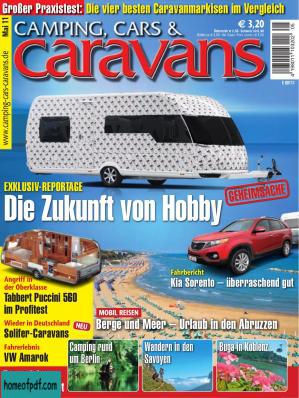 Großer Praxistest: Die vier besten Caravanmarken im Vergleich
Mai 11
www.camping-cars-caravans.de
CAMPING, CARS &
€ 3,20
caravans
EXKLUSIV-REPORTAGE
GEHEIMSACHE
Die Zukunft von Hobby
Angriff in
der Oberklasse
Tabbert Puccini 560
im Profitest
Wieder in Deutschland
Solifer-Caravans
Fahrerlebnis
VW Amarok
Fahrbericht
Kia Sorento – überraschend gut
MOBIL REISEN
NEU
Berge und Meer – Urlaub in den Abruzzen
Camping rund
um Berlin
Wandern in den
Savoyen
Buga in Koblenz
homeofpdf.com